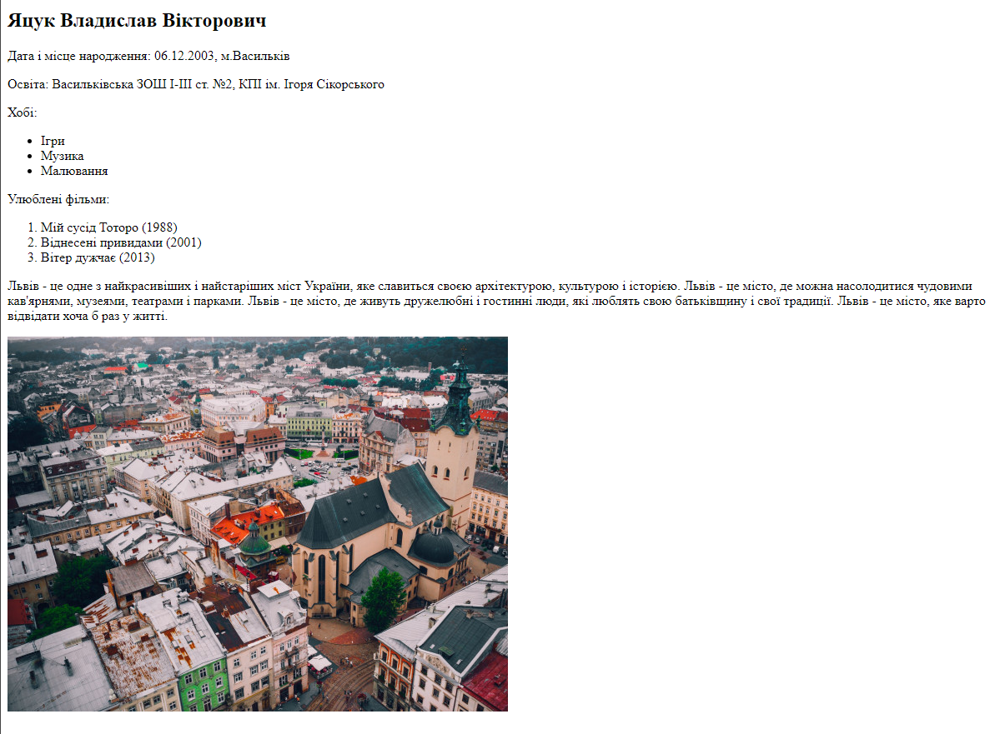 Яцук Владислав Вікторович
Дата і місце народження: 06.12.2003, м.Васильків
Освіта: Васильківська ЗОШ І-ІІІ ст. №2, КПІ ім. Ігоря Сікорського
Хобі:
• Ігри
• Музика
• Малювання
Улюблені фільми:
1. Мій сусід Тоторо (1988)
2. Віднесені привидами (2001)
3. Вітер дужчає (2013)
Львів - це одне з найкрасивіших і найстаріших міст України, яке славиться своєю архітектурою, культурою і історією. Львів - це місто, де можна насолодитися чудовими
кав'ярнями, музеями, театрами і парками. Львів - це місто, де живуть дружелюбні і гостинні люди, які люблять свою батьківщину і свої традиції. Львів - це місто, яке варто
відвідати хоча б раз у житті.